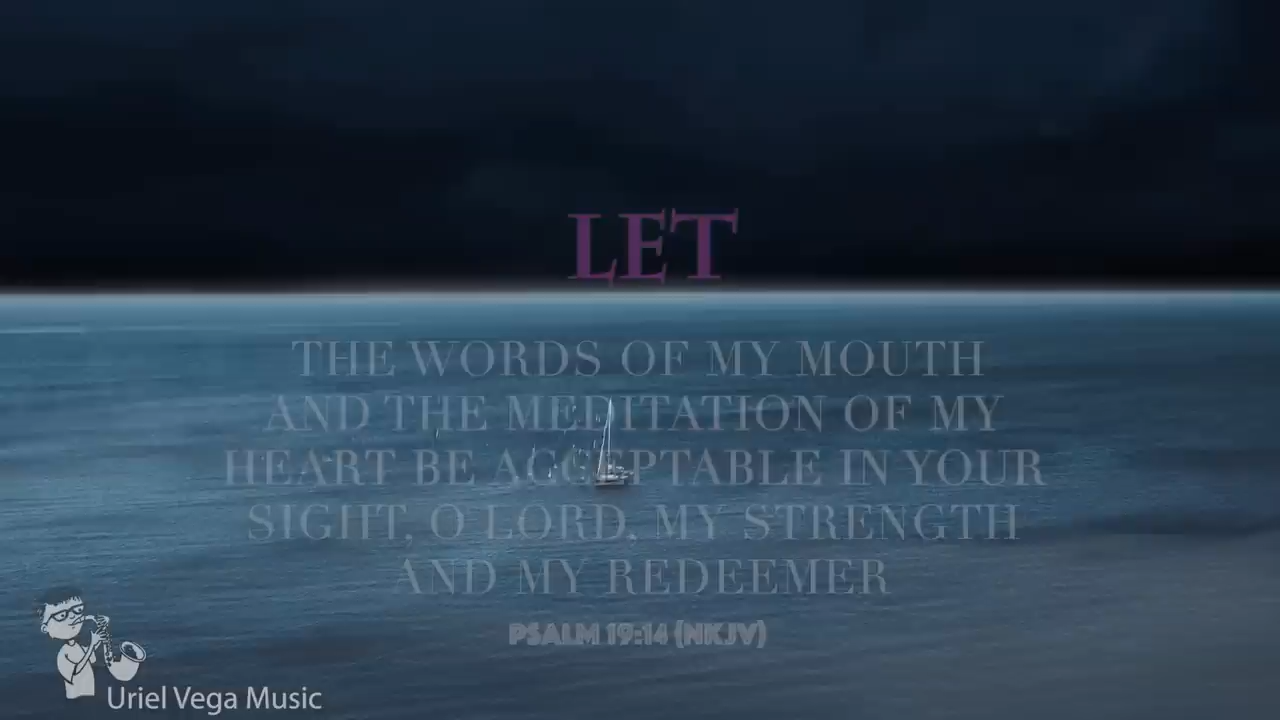 LET
THE WORDS OF MY MOUTH
AND THE MEDITATION OF MY
HEART BE ACCEPTABLE IN YOUR
SIGHT, O LORD, MY STRENGTH
AND MY REDEEMER
PSALM 19:14 (NKJV)
Uriel Vega Music